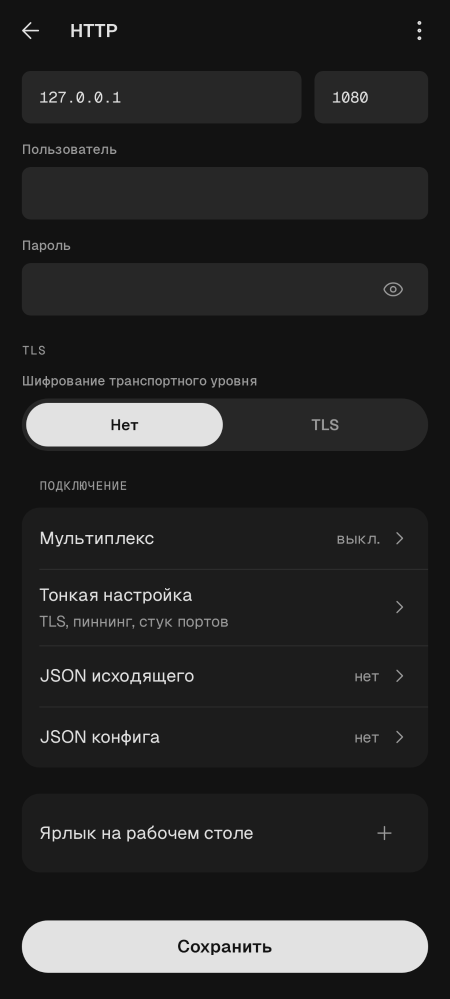 HTTP
127.0.0.1 1080
Пользователь
Пароль
TLS
Шифрование транспортного уровня
Нет TLS
ПОДКЛЮЧЕНИЕ
Мультиплекс выкл.
Тонкая настройка
TLS, пиннинг, стук портов
JSON исходящего нет
JSON конфига нет
Ярлык на рабочем столе
Сохранить